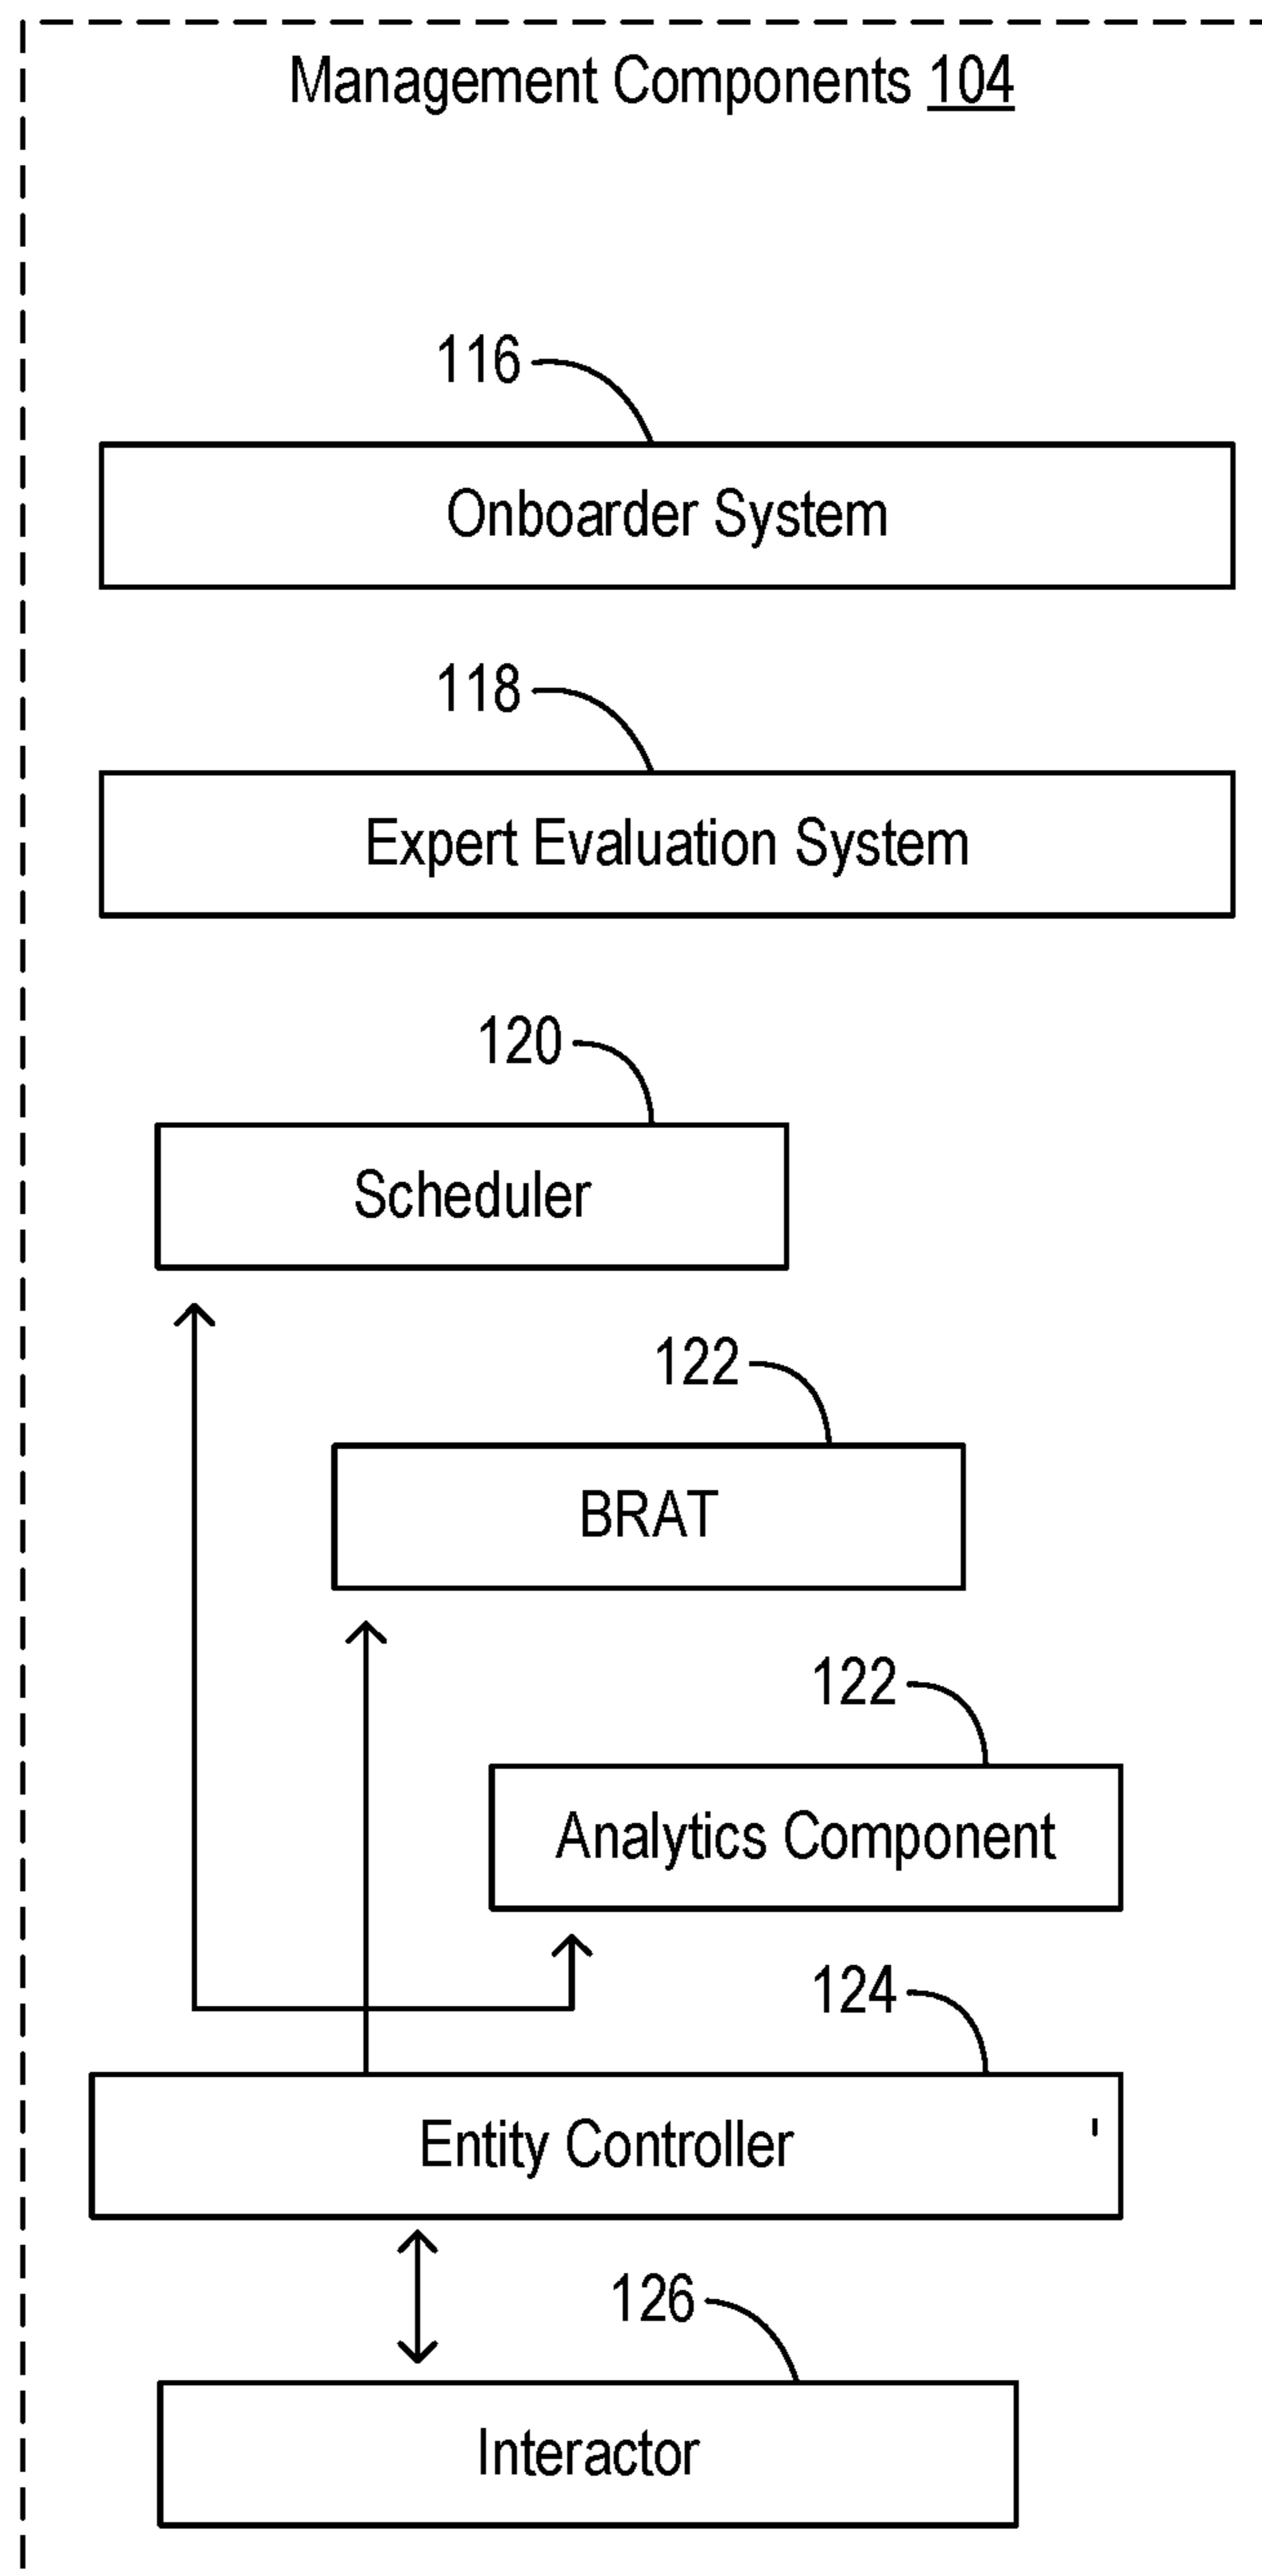 Management Components 104
116
Onboarder System
118
Expert Evaluation System
120
Scheduler
122
BRAT
122
Analytics Component
124
Entity Controller
126
Interactor